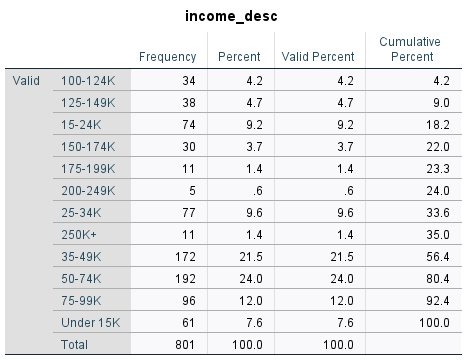 income_desc
Frequency Percent Valid Percent Cumulative Percent
Valid 100-124K 34 4.2 4.2 4.2
125-149K 38 4.7 4.7 9.0
15-24K 74 9.2 9.2 18.2
150-174K 30 3.7 3.7 22.0
175-199K 11 1.4 1.4 23.3
200-249K 5 .6 .6 24.0
25-34K 77 9.6 9.6 33.6
250K+ 11 1.4 1.4 35.0
35-49K 172 21.5 21.5 56.4
50-74K 192 24.0 24.0 80.4
75-99K 96 12.0 12.0 92.4
Under 15K 61 7.6 7.6 100.0
Total 801 100.0 100.0